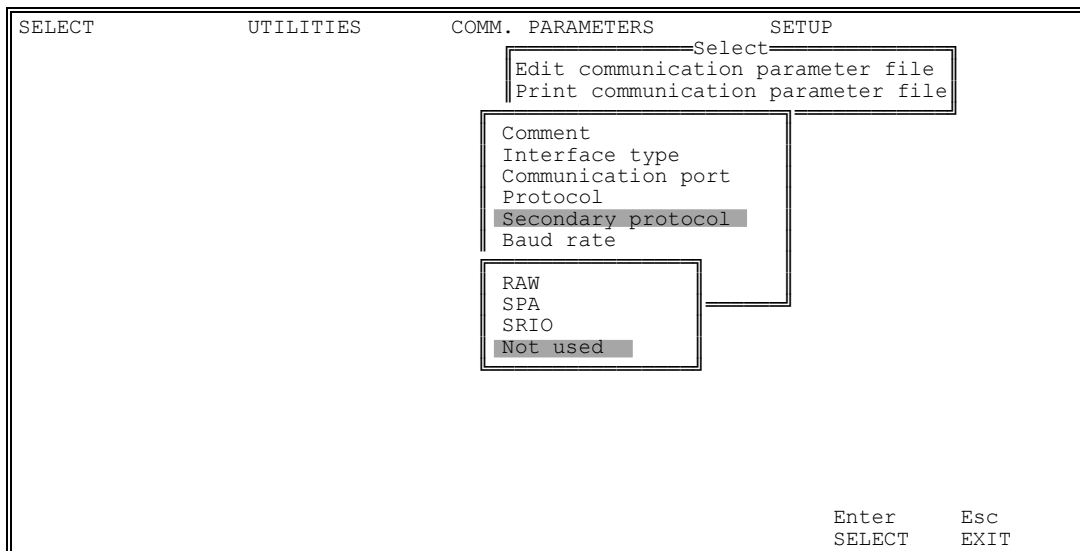 SELECT UTILITIES COMM. PARAMETERS SETUP
Select
Edit communication parameter file
Print communication parameter file
Comment
Interface type
Communication port
Protocol
Secondary protocol
Baud rate
RAW
SPA
SRIO
Not used
Enter Esc
SELECT EXIT